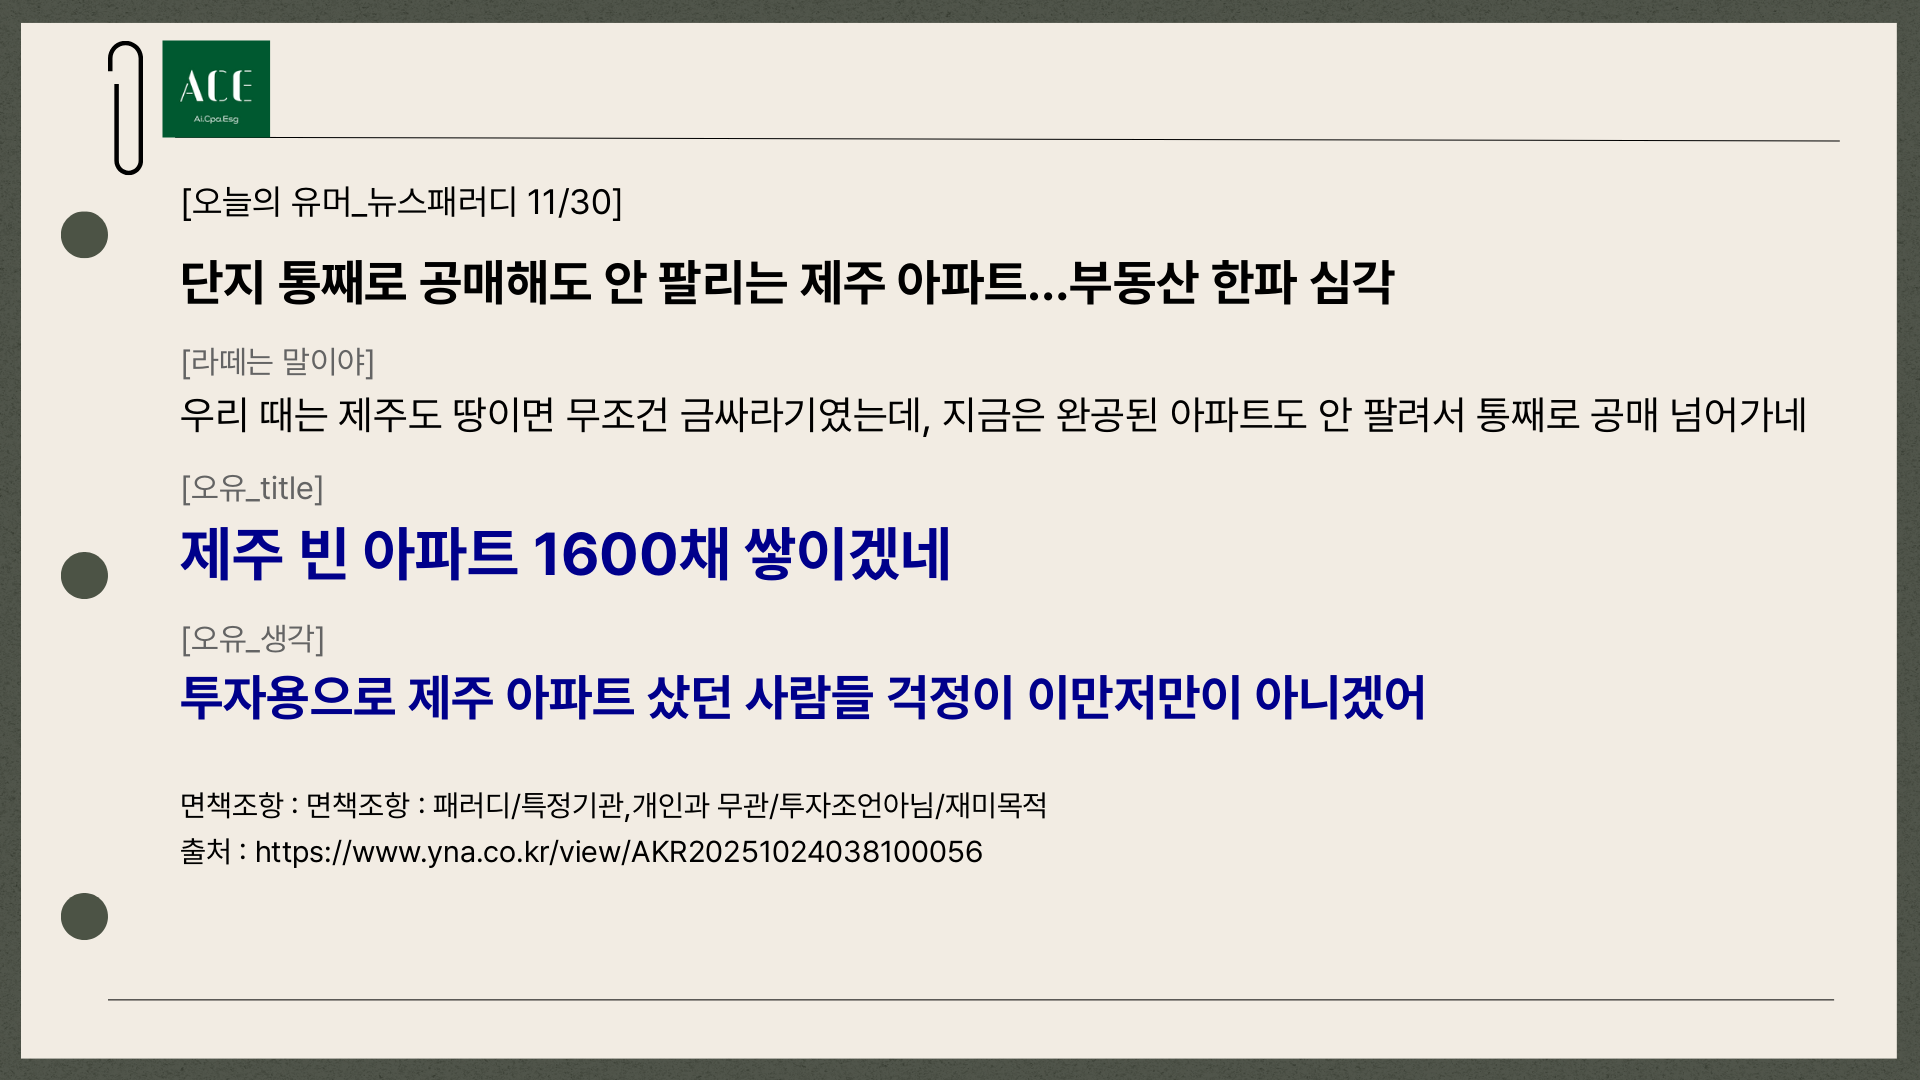 ACE
Ai.Cpa.Esg
[오늘의 유머_뉴스패러디 11/30]
단지 통째로 공매해도 안 팔리는 제주 아파트...부동산 한파 심각
[라떼는 말이야]
우리 때는 제주도 땅이면 무조건 금싸라기였는데, 지금은 완공된 아파트도 안 팔려서 통째로 공매 넘어가네
[오유_title]
제주 빈 아파트 1600채 쌓이겠네
[오유_생각]
투자용으로 제주 아파트 샀던 사람들 걱정이 이만저만이 아니겠어
면책조항 : 면책조항 : 패러디/특정기관,개인과 무관/투자조언아님/재미목적
출처 : https://www.yna.co.kr/view/AKR20251024038100056